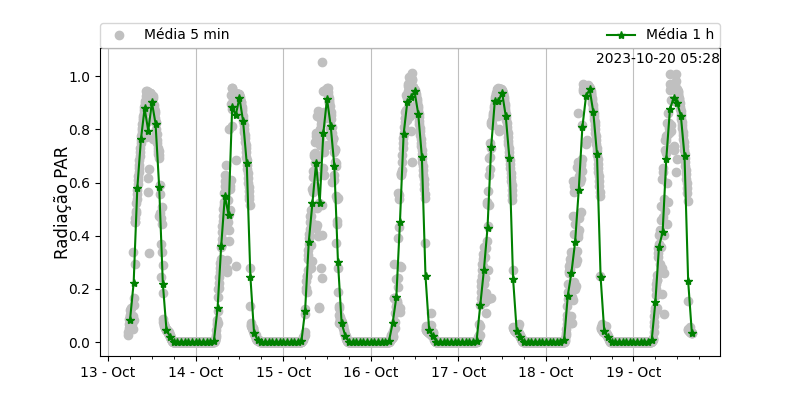 Média 5 min
Média 1 h
2023-10-20 05:28
Radiação PAR
1.0
0.8
0.6
0.4
0.2
0.0
13 - Oct
14 - Oct
15 - Oct
16 - Oct
17 - Oct
18 - Oct
19 - Oct